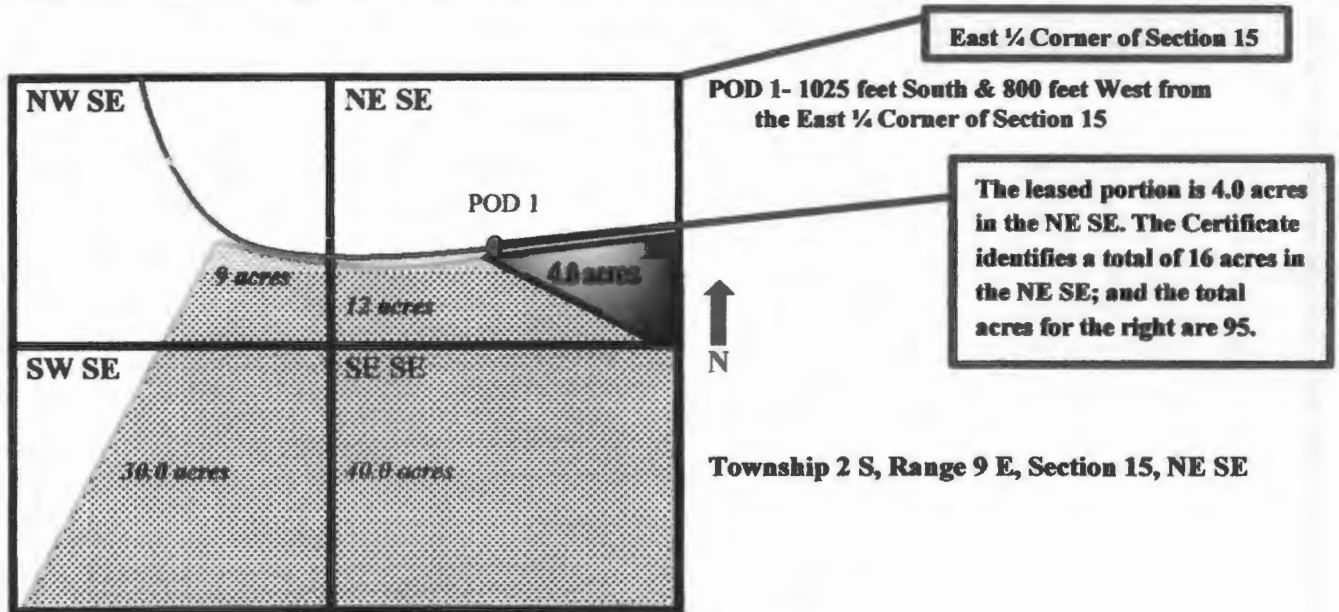 East ¼ Corner of Section 15
NW SE
NE SE
POD 1- 1025 feet South & 800 feet West from
the East ¼ Corner of Section 15
POD 1
The leased portion is 4.0 acres
in the NE SE. The Certificate
identifies a total of 16 acres in
the NE SE; and the total
acres for the right are 95.
9 acres
4.0 acres
12 acres
N
SW SE
SE SE
30.0 acres
40.0 acres
Township 2 S, Range 9 E, Section 15, NE SE